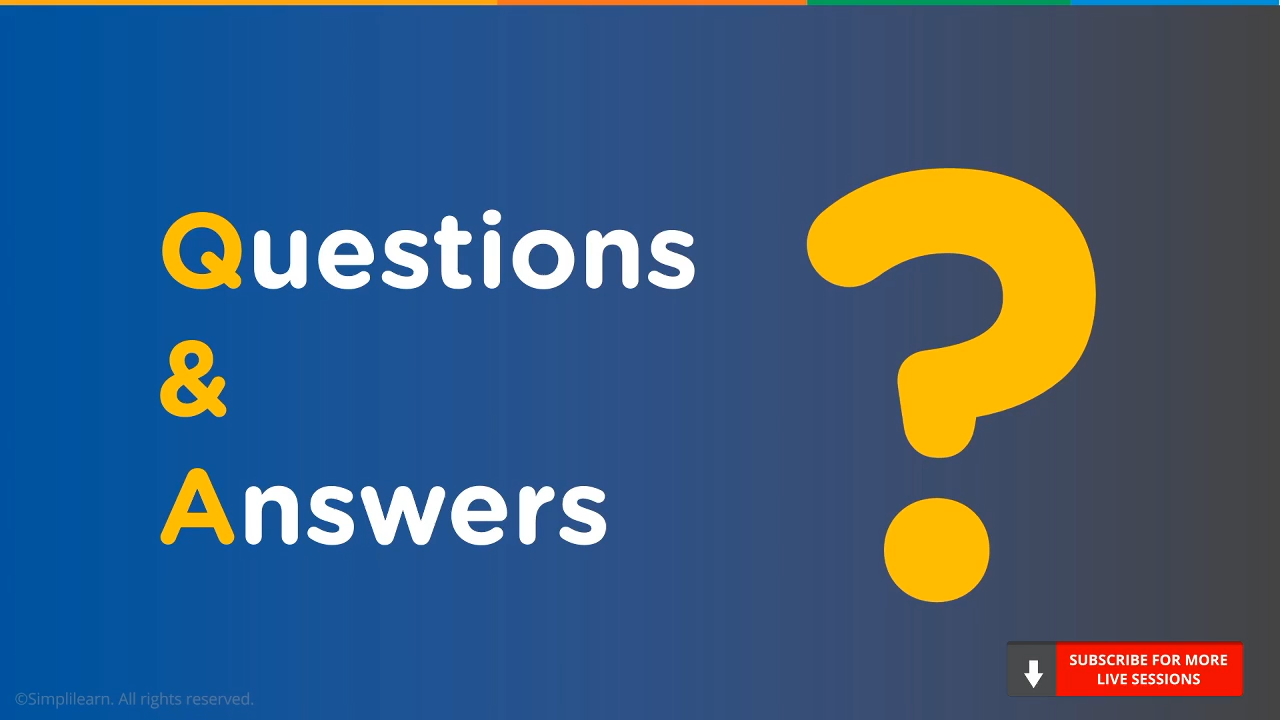 Questions
&
Answers
?
SUBSCRIBE FOR MORE
LIVE SESSIONS
©Simplilearn. All rights reserved.